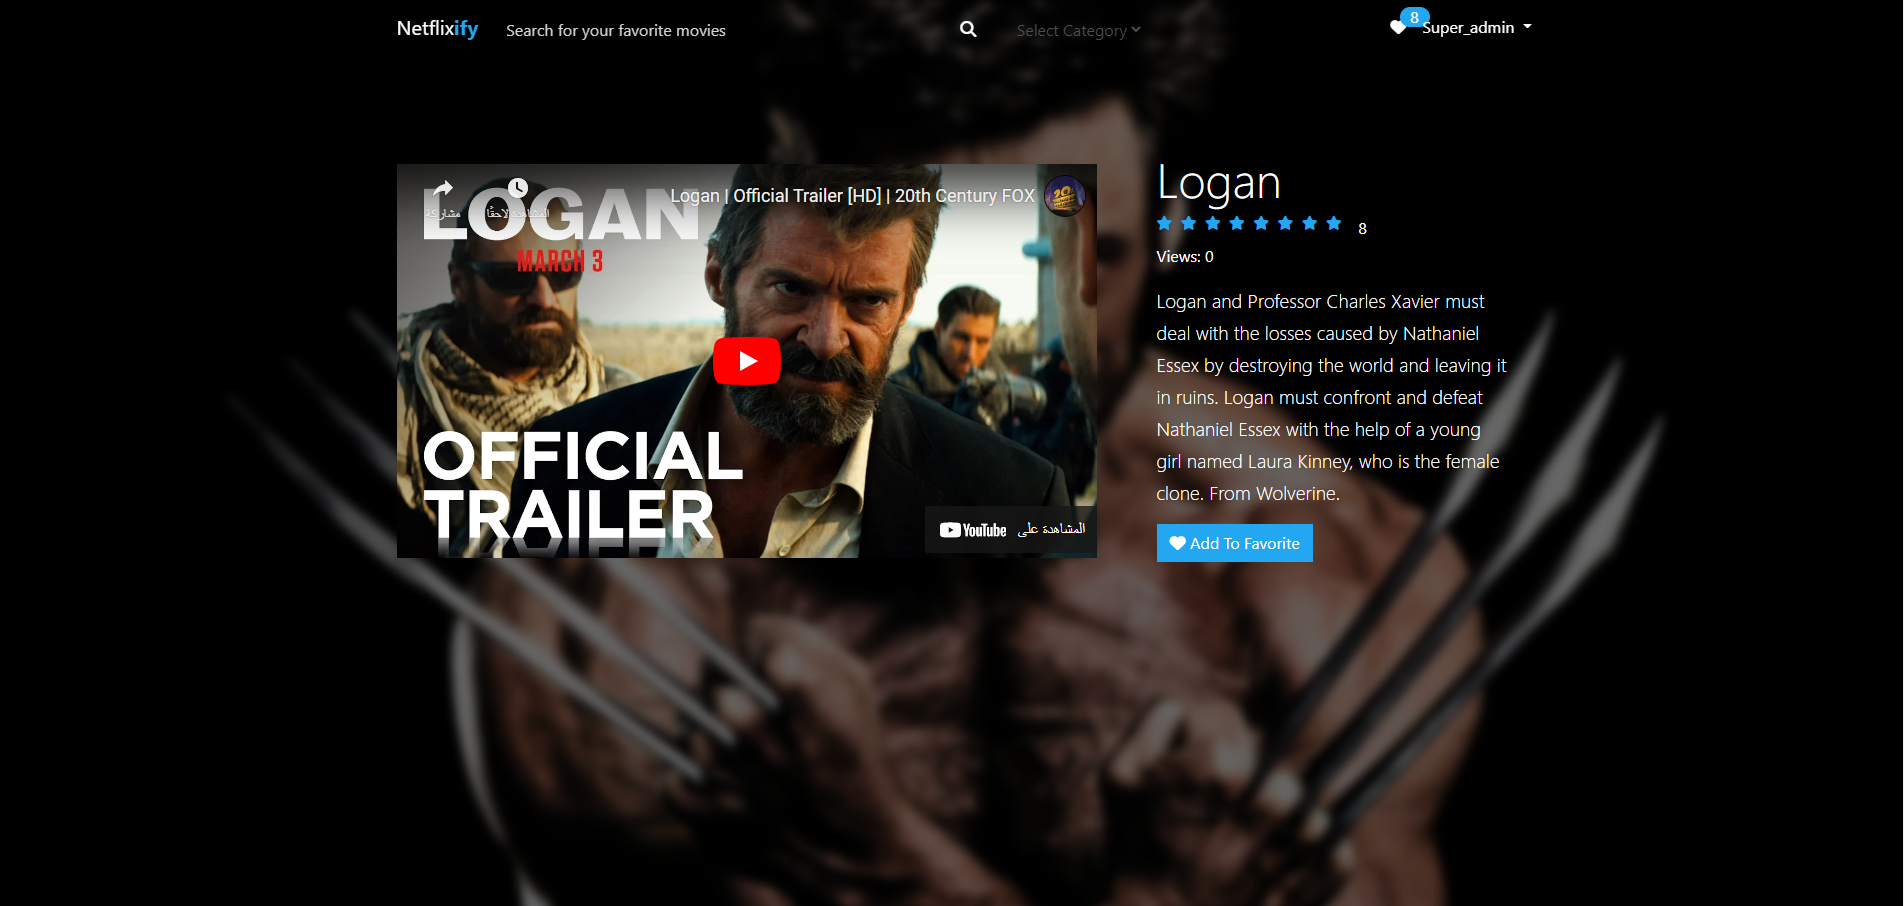 Netflixify
Search for your favorite movies
Select Category
8
Super_admin
LOGAN
MARCH 3
مشاركة
المشاهدة لاحقًا
Logan | Official Trailer [HD] | 20th Century FOX
OFFICIAL
TRAILER
المشاهدة على YouTube
Logan
8
Views: 0
Logan and Professor Charles Xavier must
deal with the losses caused by Nathaniel
Essex by destroying the world and leaving it
in ruins. Logan must confront and defeat
Nathaniel Essex with the help of a young
girl named Laura Kinney, who is the female
clone. From Wolverine.
Add To Favorite